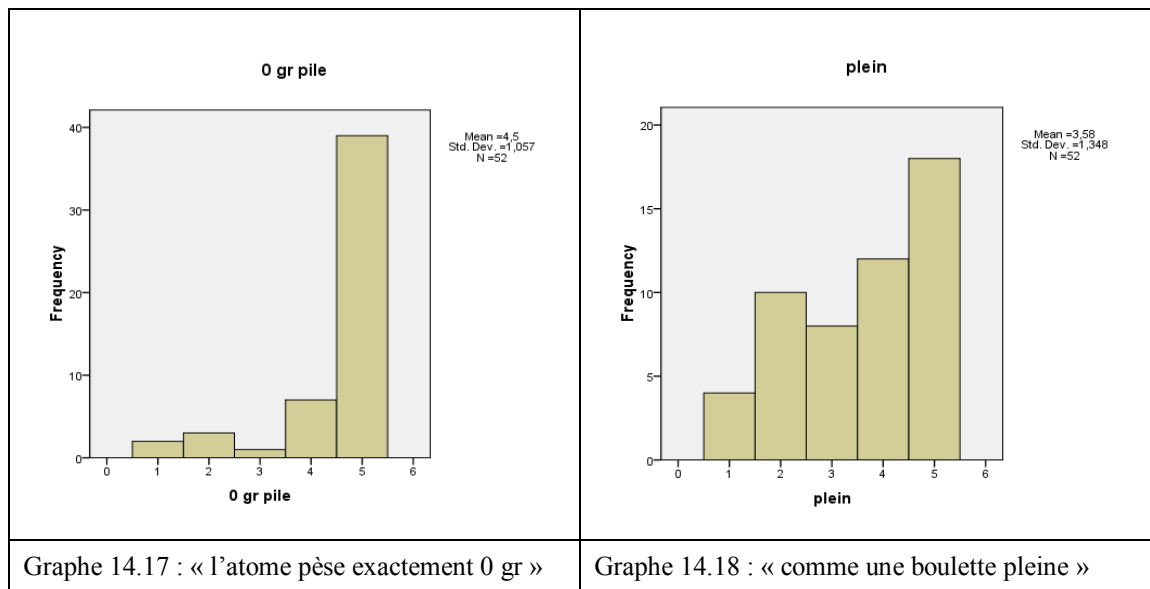 0 gr pile
Mean =4,5
Std. Dev. =1,057
N =52
Frequency
40
30
20
10
0
0 1 2 3 4 5 6
0 gr pile
plein
Mean =3,58
Std. Dev. =1,348
N =52
Frequency
20
15
10
5
0
0 1 2 3 4 5 6
plein
Graphe 14.17 : « l’atome pèse exactement 0 gr »
Graphe 14.18 : « comme une boulette pleine »